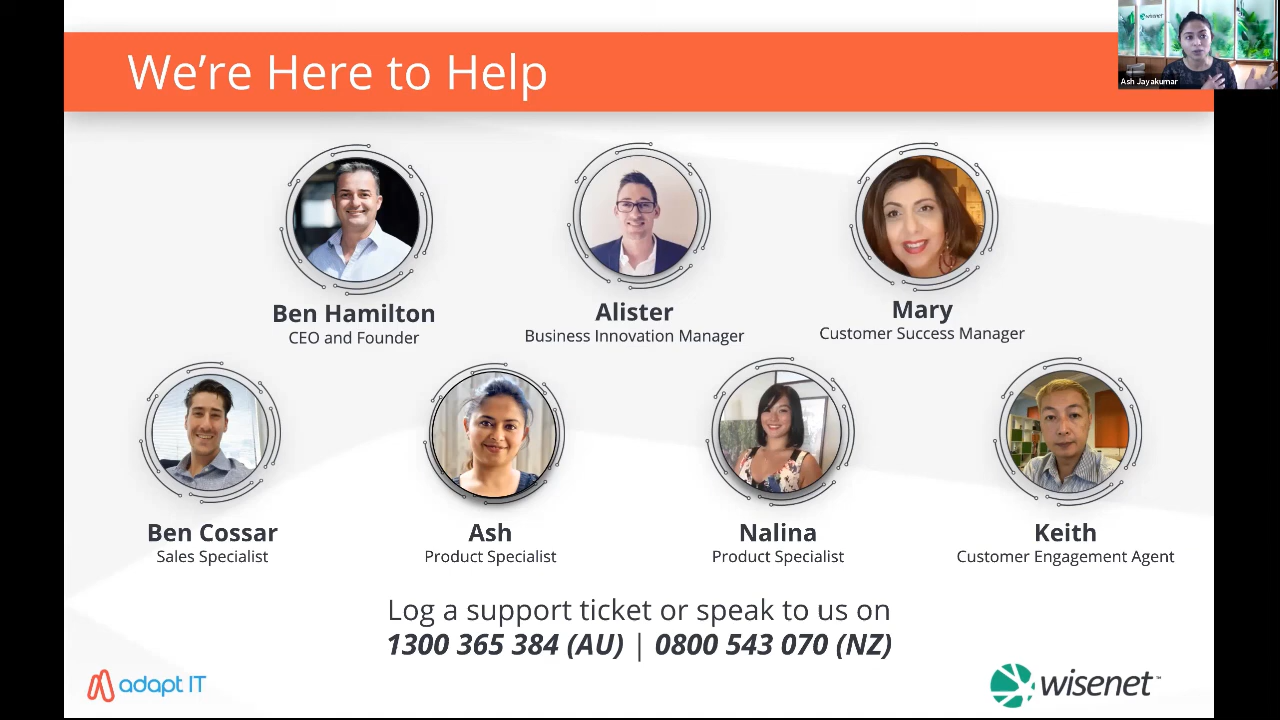 We're Here to Help
wisenet
Ash Jayakumar
Ben Hamilton
CEO and Founder
Alister
Business Innovation Manager
Mary
Customer Success Manager
Ben Cossar
Sales Specialist
Ash
Product Specialist
Nalina
Product Specialist
Keith
Customer Engagement Agent
Log a support ticket or speak to us on
1300 365 384 (AU) | 0800 543 070 (NZ)
adapt IT
wisenet™